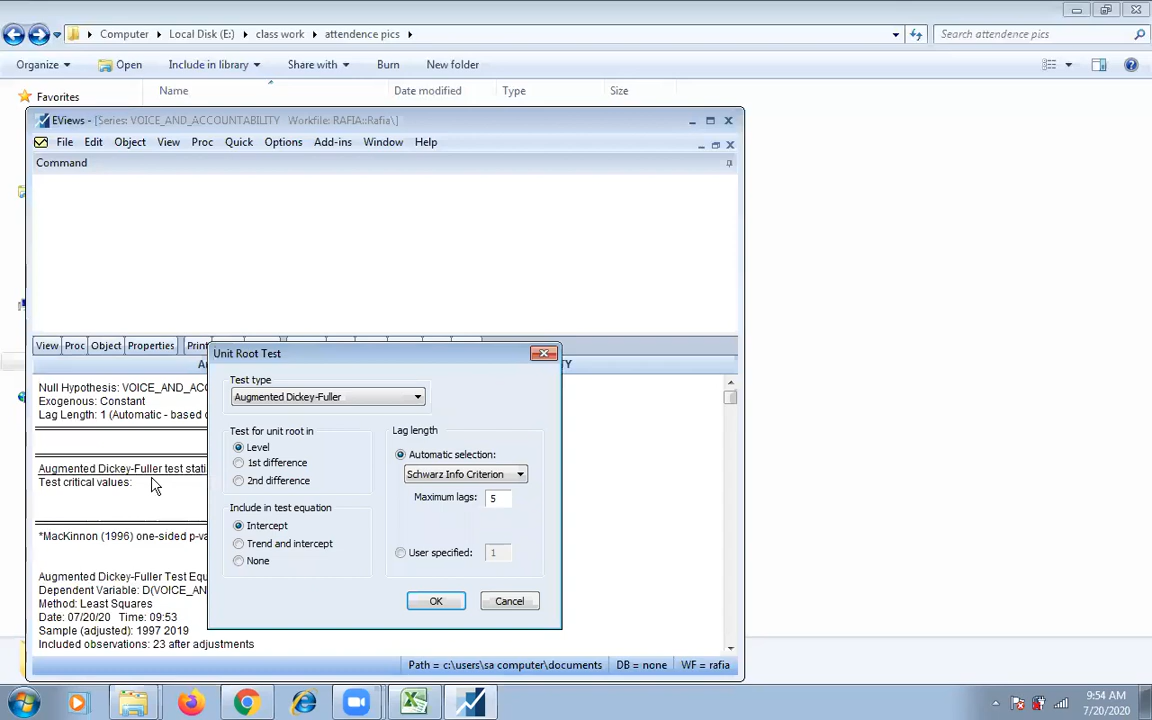 Computer Local Disk (E:) class work attendence pics
Search attendence pics
Organize Open Include in library Share with Burn New folder
Favorites Name Date modified Type Size
EViews - [Series: VOICE_AND_ACCOUNTABILITY Workfile: RAFIA::Rafia\]
File Edit Object View Proc Quick Options Add-ins Window Help
Command
View Proc Object Properties Print
Unit Root Test
Null Hypothesis: VOICE_AND_ACC
Exogenous: Constant
Lag Length: 1 (Automatic - based
Augmented Dickey-Fuller test stati
Test critical values:
*MacKinnon (1996) one-sided p-va
Augmented Dickey-Fuller Test Equ
Dependent Variable: D(VOICE_AN
Method: Least Squares
Date: 07/20/20 Time: 09:53
Sample (adjusted): 1997 2019
Included observations: 23 after adjustments
Test type
Augmented Dickey-Fuller
Test for unit root in
Level
1st difference
2nd difference
Include in test equation
Intercept
Trend and intercept
None
Lag length
Automatic selection:
Schwarz Info Criterion
Maximum lags: 5
User specified: 1
OK Cancel
Path = c:\users\sa computer\documents DB = none WF = rafia
9:54 AM
7/20/2020